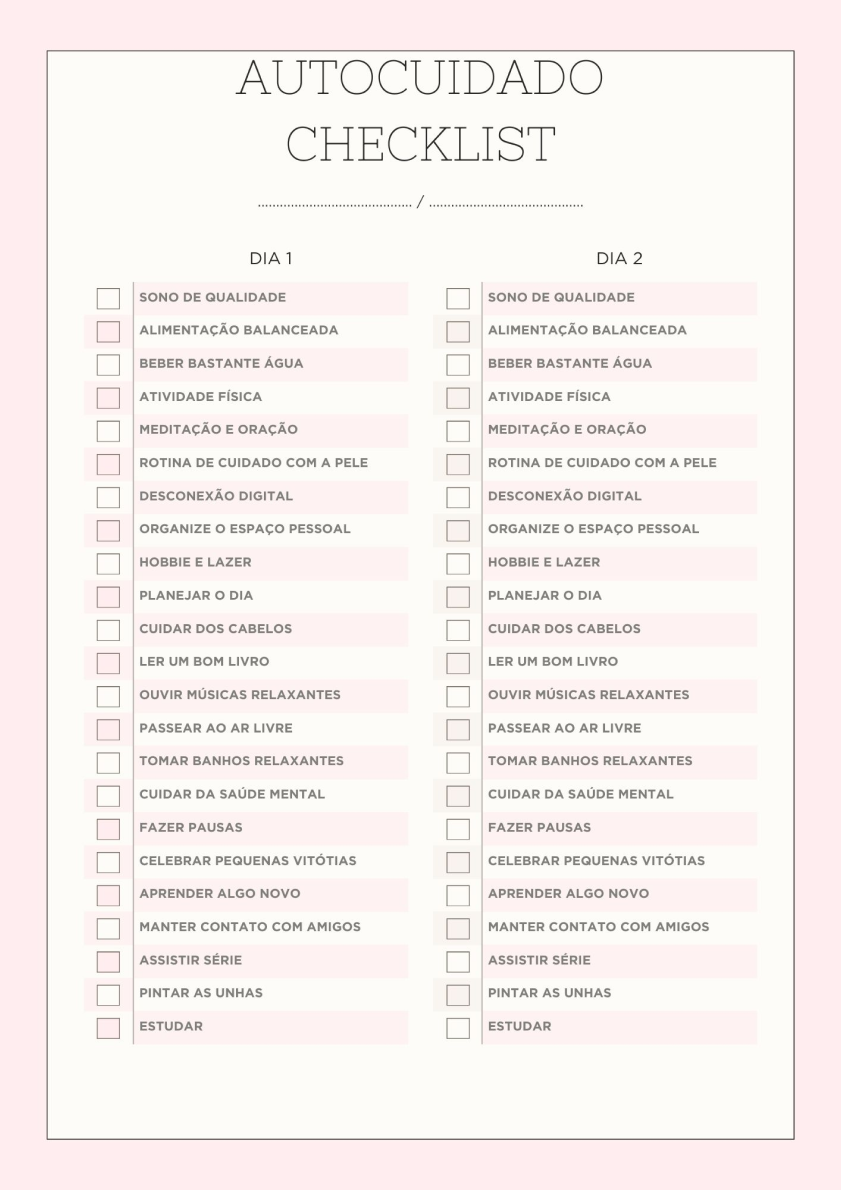 AUTOCUIDADO
CHECKLIST
.......................................... / ..........................................
DIA 1
SONO DE QUALIDADE
ALIMENTAÇÃO BALANCEADA
BEBER BASTANTE ÁGUA
ATIVIDADE FÍSICA
MEDITAÇÃO E ORAÇÃO
ROTINA DE CUIDADO COM A PELE
DESCONEXÃO DIGITAL
ORGANIZE O ESPAÇO PESSOAL
HOBBIE E LAZER
PLANEJAR O DIA
CUIDAR DOS CABELOS
LER UM BOM LIVRO
OUVIR MÚSICAS RELAXANTES
PASSEAR AO AR LIVRE
TOMAR BANHOS RELAXANTES
CUIDAR DA SAÚDE MENTAL
FAZER PAUSAS
CELEBRAR PEQUENAS VITÓTIAS
APRENDER ALGO NOVO
MANTER CONTATO COM AMIGOS
ASSISTIR SÉRIE
PINTAR AS UNHAS
ESTUDAR
DIA 2
SONO DE QUALIDADE
ALIMENTAÇÃO BALANCEADA
BEBER BASTANTE ÁGUA
ATIVIDADE FÍSICA
MEDITAÇÃO E ORAÇÃO
ROTINA DE CUIDADO COM A PELE
DESCONEXÃO DIGITAL
ORGANIZE O ESPAÇO PESSOAL
HOBBIE E LAZER
PLANEJAR O DIA
CUIDAR DOS CABELOS
LER UM BOM LIVRO
OUVIR MÚSICAS RELAXANTES
PASSEAR AO AR LIVRE
TOMAR BANHOS RELAXANTES
CUIDAR DA SAÚDE MENTAL
FAZER PAUSAS
CELEBRAR PEQUENAS VITÓTIAS
APRENDER ALGO NOVO
MANTER CONTATO COM AMIGOS
ASSISTIR SÉRIE
PINTAR AS UNHAS
ESTUDAR